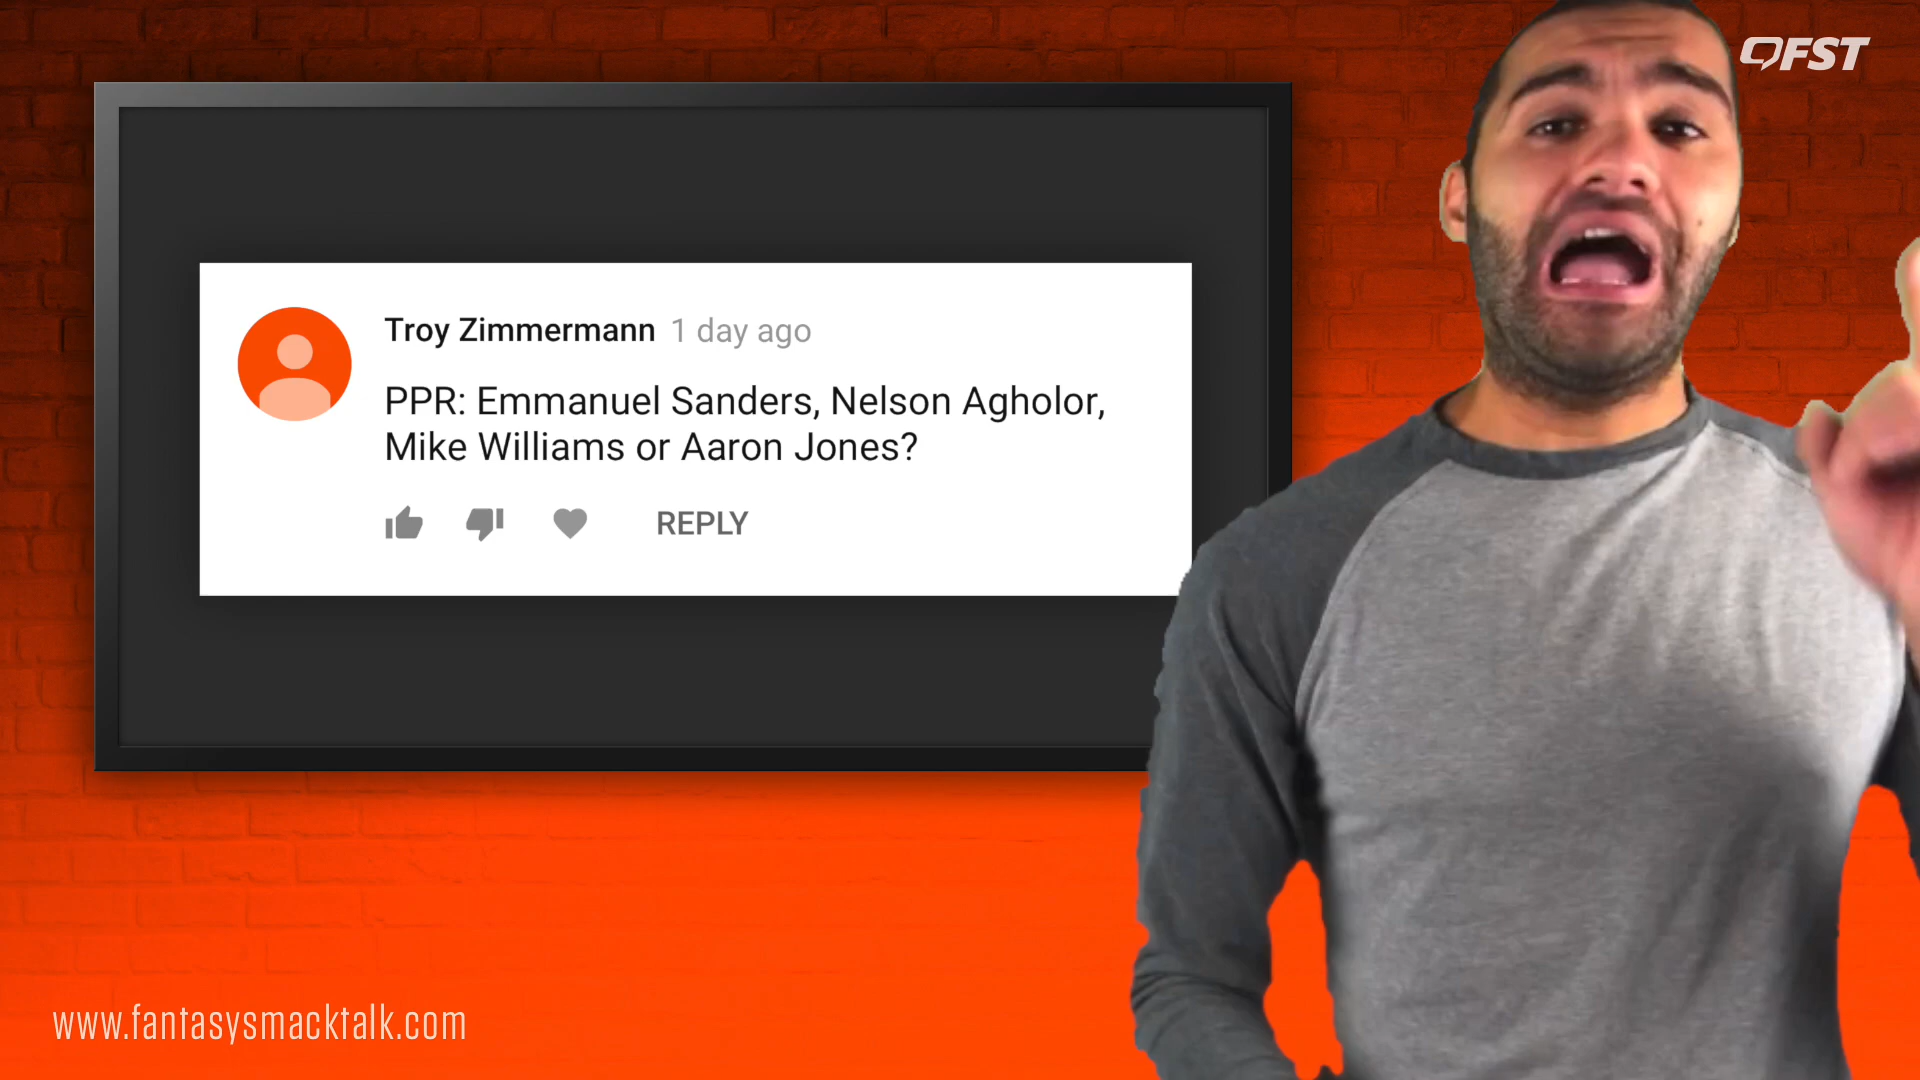 FST
Troy Zimmermann 1 day ago
PPR: Emmanuel Sanders, Nelson Agholor,
Mike Williams or Aaron Jones?
REPLY
www.fantasysmacktalk.com